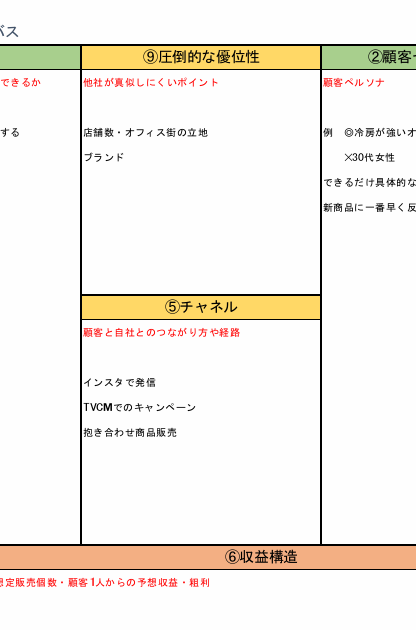 バス
⑨圧倒的な優位性
②顧客
できるか
他社が真似しにくいポイント
顧客ペルソナ
する
店舗数・オフィス街の立地
例　◎冷房が強いオ
ブランド
×30代女性
できるだけ具体的な
新商品に一番早く反
⑤チャネル
顧客と自社とのつながり方や経路
インスタで発信
TVCMでのキャンペーン
抱き合わせ商品販売
⑥収益構造
想定販売個数・顧客1人からの予想収益・粗利